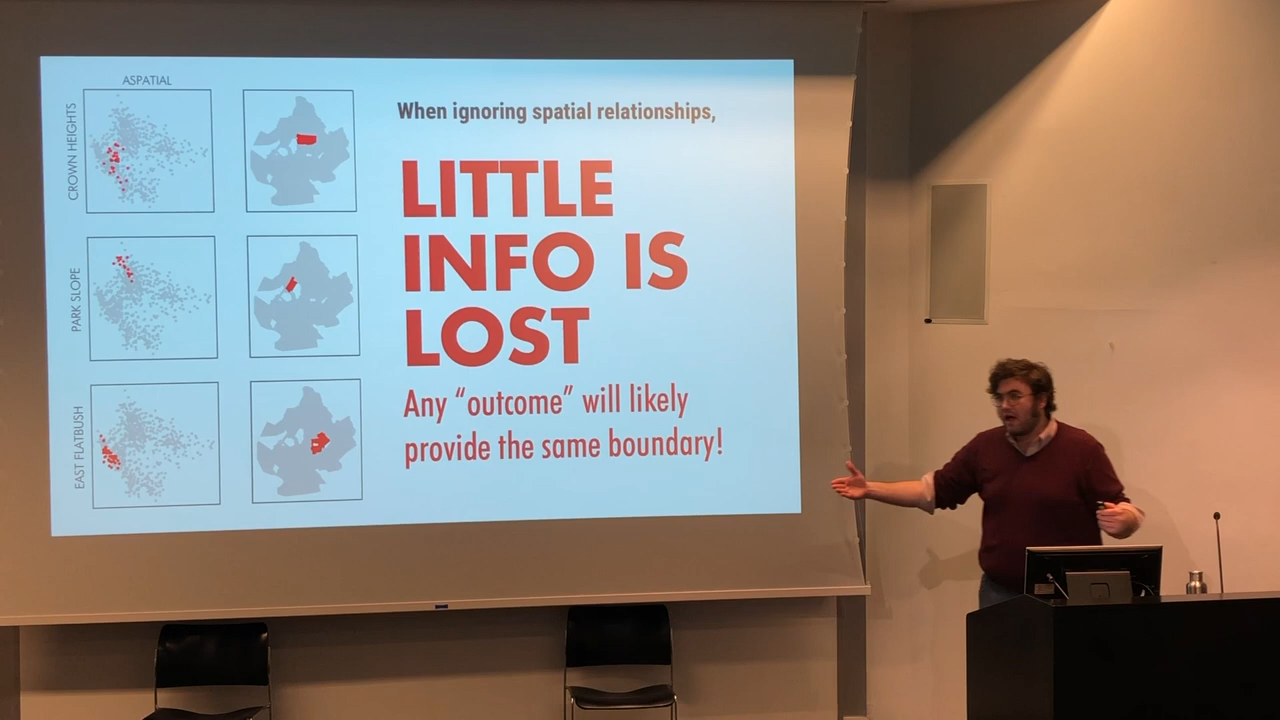 ASPATIAL
CROWN HEIGHTS
PARK SLOPE
EAST FLATBUSH
When ignoring spatial relationships,
LITTLE
INFO IS
LOST
Any “outcome” will likely
provide the same boundary!